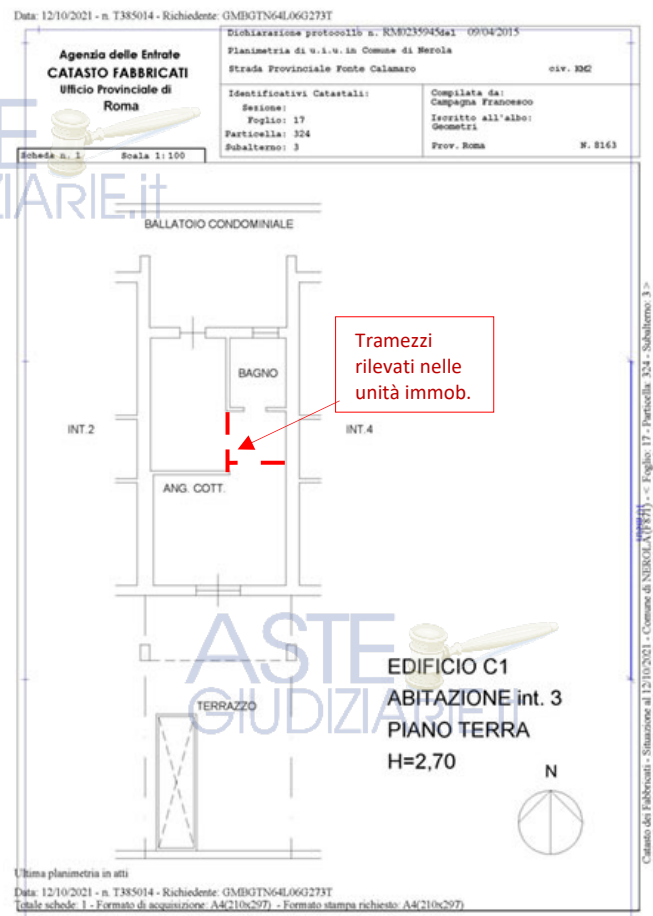 Data: 12/10/2021 - n. T385014 - Richiedente: GMBGTN64L06G273T
Agenzia delle Entrate
CATASTO FABBRICATI
Ufficio Provinciale di
Roma
Dichiarazione protocollo n. RM0235945del 09/04/2015
Planimetria di u.i.u. in Comune di Nerola
Strada Provinciale Fonte Calamaro civ. KM2
Identificativi Catastali:
Sezione:
Foglio: 17
Particella: 324
Subalterno: 3
Compilata da:
Campagna Francesco
Iscritto all'albo:
Geometri
Prov. Roma N. 8163
Scheda n. 1 Scala 1:100
ZIARIE.it
BALLATOIO CONDOMINIALE
Tramezzi
rilevati nelle
unità immob.
BAGNO
INT.2
INT.4
ANG. COTT.
ASTE
GIUDIZIARIE.it
TERRAZZO
EDIFICIO C1
ABITAZIONE int. 3
PIANO TERRA
H=2,70
N
Ultima planimetria in atti
Data: 12/10/2021 - n. T385014 - Richiedente: GMBGTN64L06G273T
Totale schede: 1 - Formato di acquisizione: A4(210x297) - Formato stampa richiesto: A4(210x297)
Catasto dei Fabbricati - Situazione al 12/10/2021 - Comune di NEROLA (F871) - < Foglio: 17 - Particella: 324 - Subalterno: 3 >